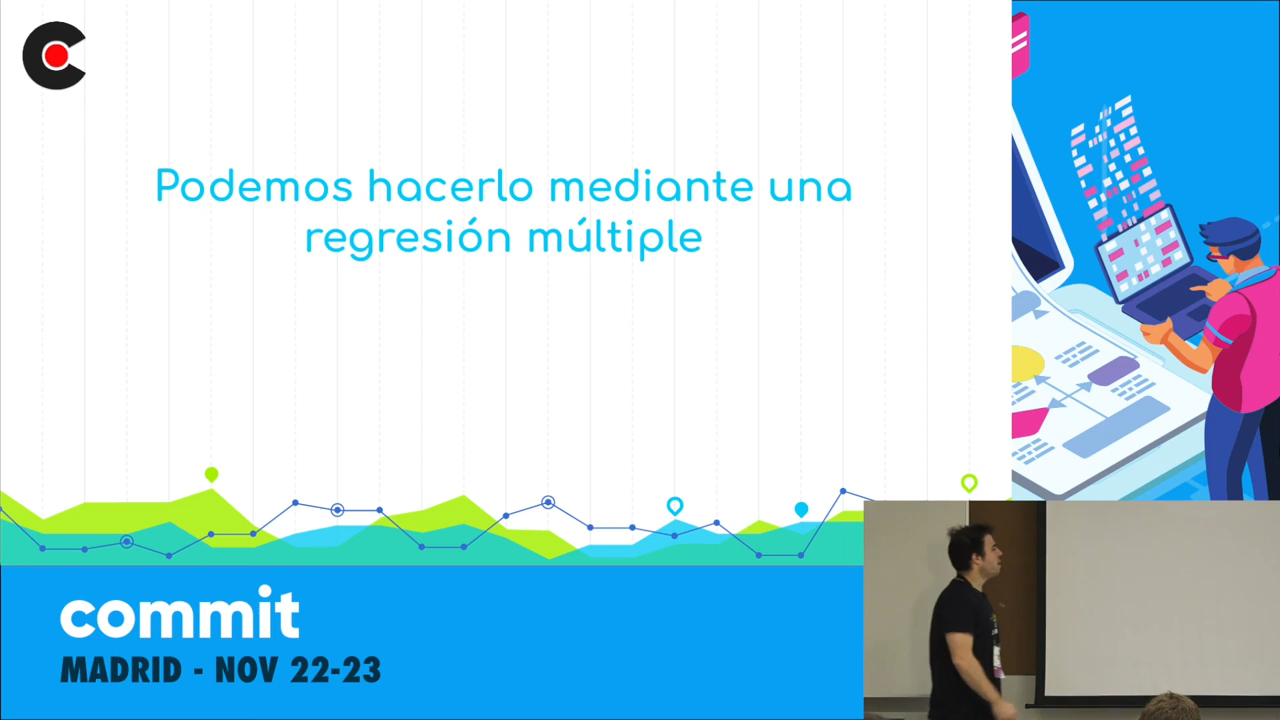 Podemos hacerlo mediante una
regresión múltiple
commit
MADRID - NOV 22-23